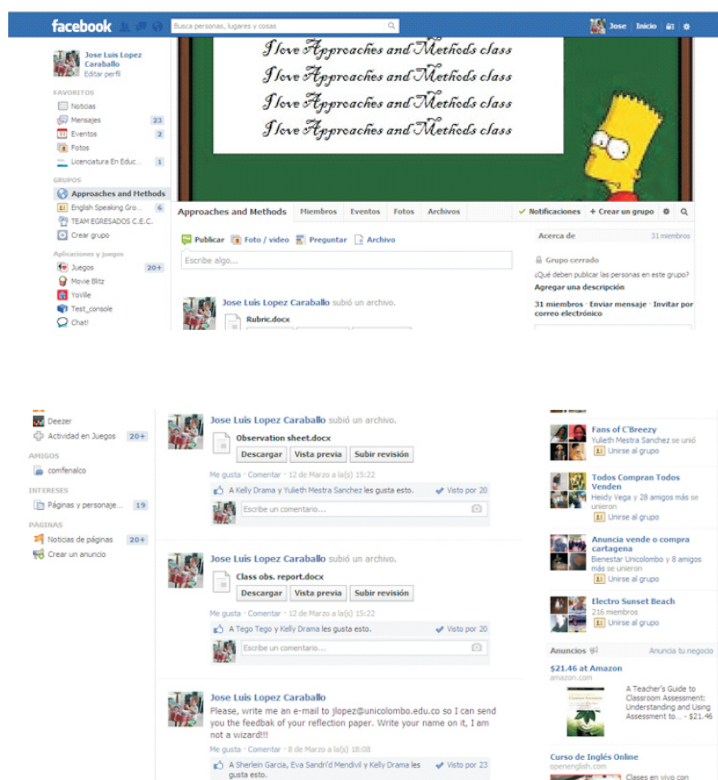 facebook
Busca personas, lugares y cosas
Jose Inicio
Jose Luis Lopez
Caraballo
Editar perfil
FAVORITOS
Noticias
Mensajes 23
Eventos 2
Fotos
Licenciatura En Educ... 1
GRUPOS
Approaches and Methods
English Speaking Gro... 6
TEAM EGRESADOS C.E.C.
Crear grupo
Aplicaciones y juegos
Juegos 20+
Movie Blitz
YoVille
Test_console
Chat!
I love Approaches and Methods class
I love Approaches and Methods class
I love Approaches and Methods class
I love Approaches and Methods class
Approaches and Methods Miembros Eventos Fotos Archivos
✓ Notificaciones + Crear un grupo
Publicar Foto / video Preguntar Archivo
Escribe algo...
Jose Luis Lopez Caraballo subió un archivo.
Rubric.docx
Acerca de 31 miembros
Grupo cerrado
¿Qué deben publicar las personas en este grupo?
Agregar una descripción
31 miembros · Enviar mensaje · Invitar por
correo electrónico
Deezer
Actividad en Juegos 20+
AMIGOS
comfenalco
INTERESES
Páginas y personaje... 19
PÁGINAS
Noticias de páginas 20+
Crear un anuncio
Jose Luis Lopez Caraballo subió un archivo.
Observation sheet.docx
Descargar Vista previa Subir revisión
Me gusta · Comentar · 12 de Marzo a la(s) 15:22
A Kelly Drama y Yulieth Mestra Sanchez les gusta esto. Visto por 20
Escribe un comentario...
Jose Luis Lopez Caraballo subió un archivo.
Class obs. report.docx
Descargar Vista previa Subir revisión
Me gusta · Comentar · 12 de Marzo a la(s) 15:22
A Tego Tego y Kelly Drama les gusta esto. Visto por 20
Escribe un comentario...
Jose Luis Lopez Caraballo
Please, write me an e-mail to jlopez@unicolombo.edu.co so I can send
you the feedbak of your reflection paper. Write your name on it, I am
not a wizard!!!
Me gusta · Comentar · 8 de Marzo a la(s) 18:08
A Sherlein Garcia, Eva Sandri'd Mendivil y Kelly Drama les
gusta esto.
Visto por 23
Fans of C'Breezy
Yulieth Mestra Sanchez se unió
Unirse al grupo
Todos Compran Todos
Venden
Heidy Vega y 28 amigos más se
unieron
Unirse al grupo
Anuncia vende o compra
cartagena
Bienestar Unicolombo y 8 amigos
más se unieron
Unirse al grupo
Electro Sunset Beach
216 miembros
Unirse al grupo
Anuncios Anuncia tu negocio
$21.46 at Amazon
amazon.com
A Teacher's Guide to
Classroom Assessment:
Understanding and Using
Assessment to... - $21.46
Curso de Inglés Online
openenglish.com
Clases en vivo con